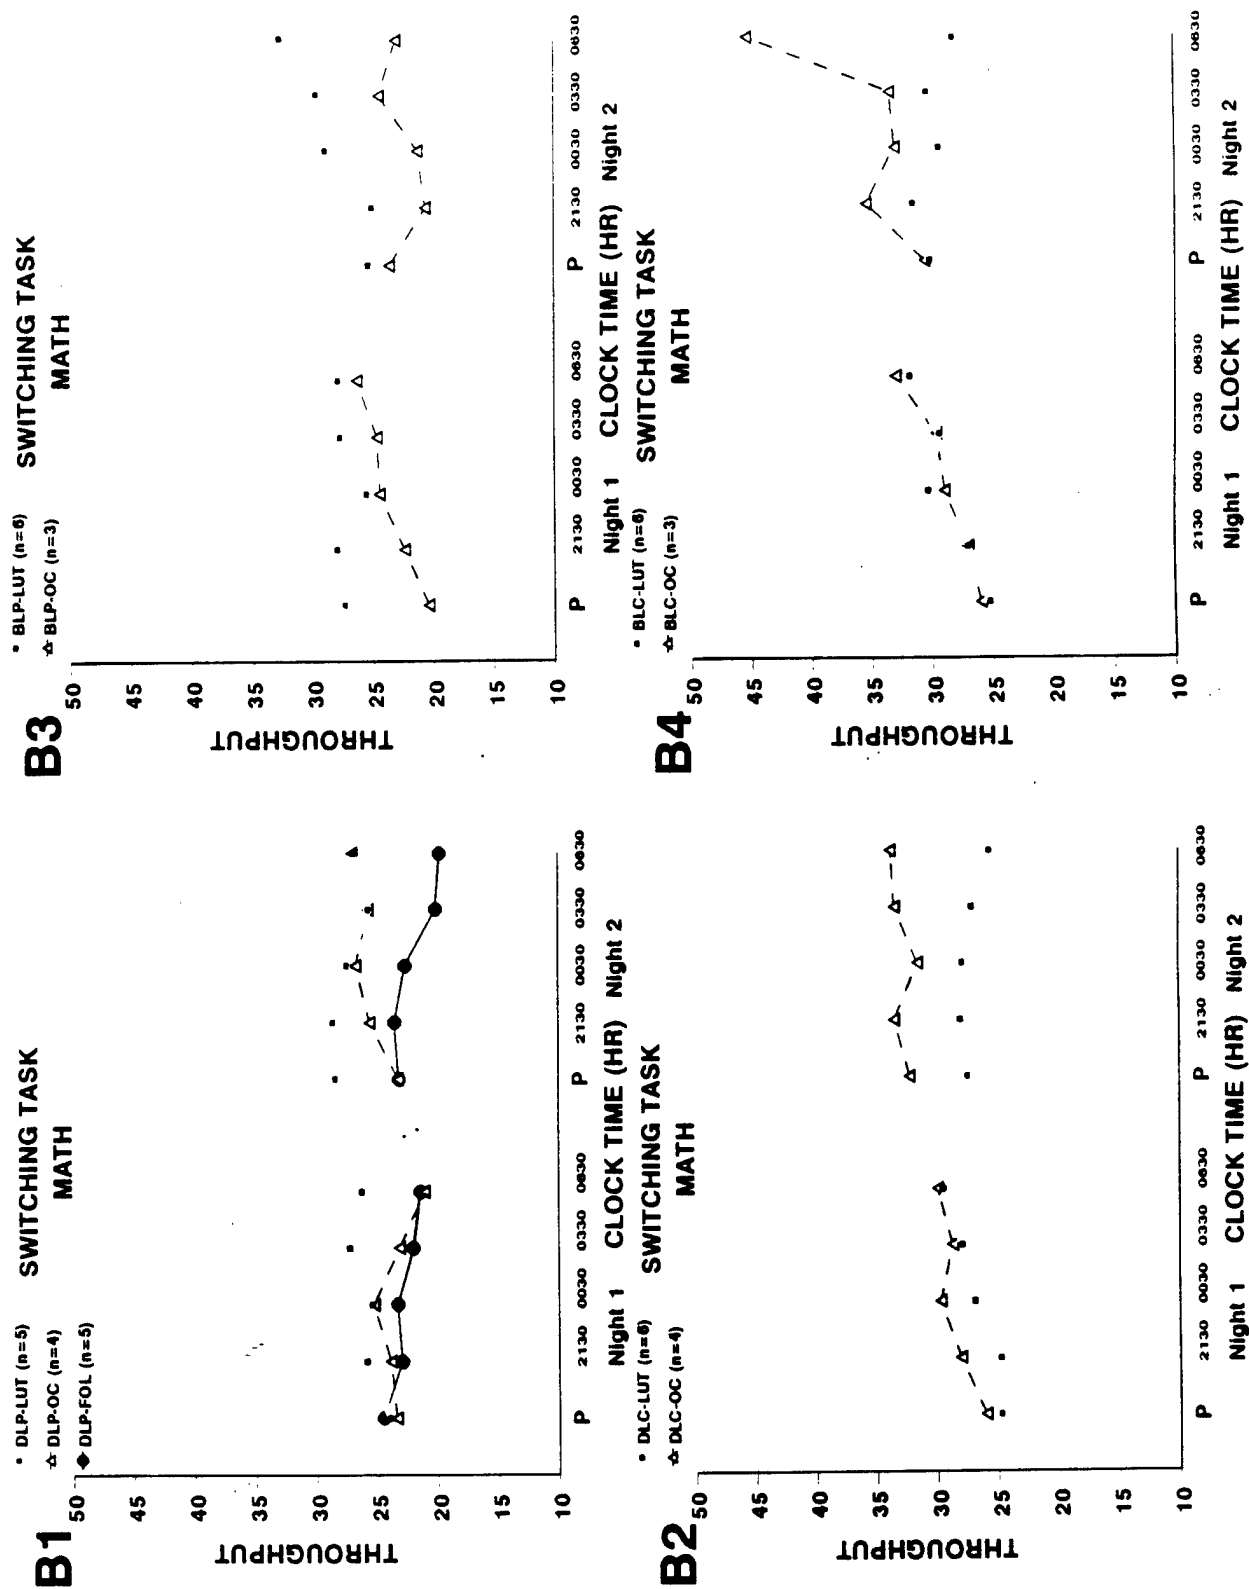 B1
• DLP-LUT (n=5)
△ DLP-OC (n=4)
● DLP-FOL (n=5)
SWITCHING TASK
MATH
THROUGHPUT
50
45
40
35
30
25
20
15
10
P 2130 0030 0330 0630 P 2130 0030 0330 0630
Night 1 CLOCK TIME (HR) Night 2
B3
• BLP-LUT (n=6)
△ BLP-OC (n=3)
SWITCHING TASK
MATH
THROUGHPUT
50
45
40
35
30
25
20
15
10
P 2130 0030 0330 0630 P 2130 0030 0330 0630
Night 1 CLOCK TIME (HR) Night 2
B2
• DLC-LUT (n=6)
△ DLC-OC (n=4)
SWITCHING TASK
MATH
THROUGHPUT
50
45
40
35
30
25
20
15
10
P 2130 0030 0330 0630 P 2130 0030 0330 0630
Night 1 CLOCK TIME (HR) Night 2
B4
• BLC-LUT (n=6)
△ BLC-OC (n=3)
SWITCHING TASK
MATH
THROUGHPUT
50
45
40
35
30
25
20
15
10
P 2130 0030 0330 0630 P 2130 0030 0330 0630
Night 1 CLOCK TIME (HR) Night 2